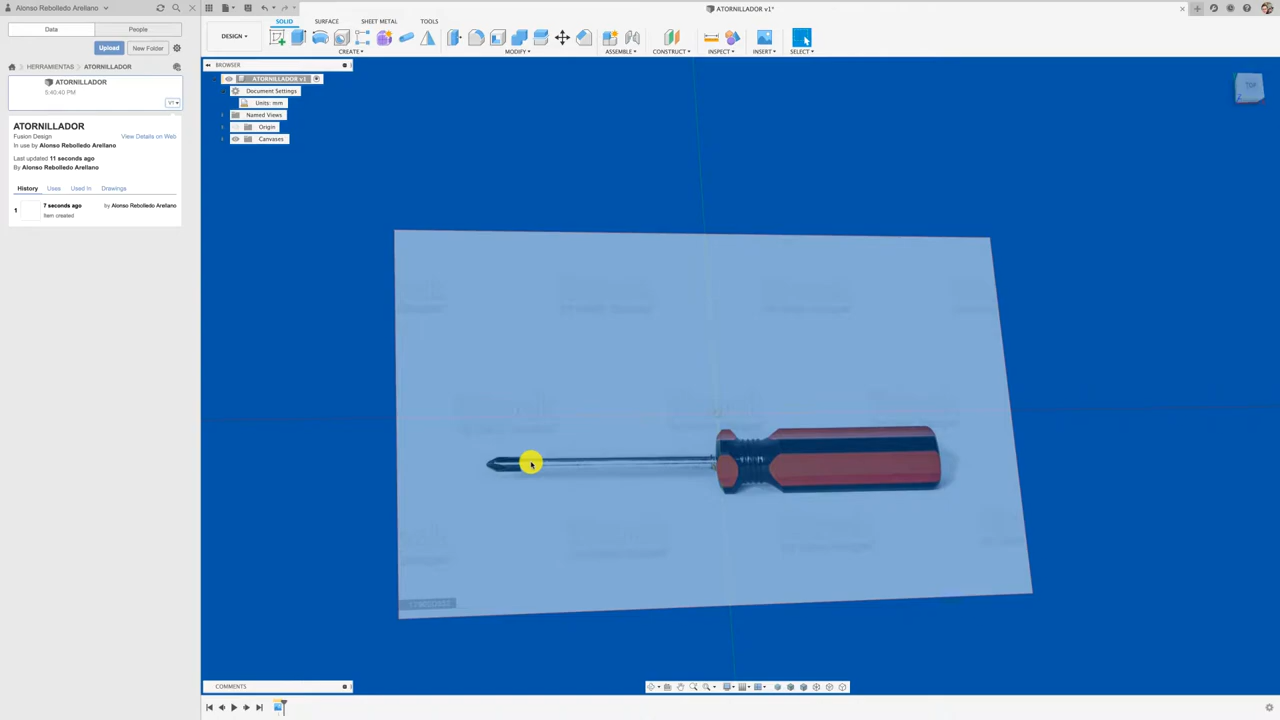 Alonso Rebolledo Arellano
ATORNILLADOR v1*
Data
People
Upload
New Folder
HERRAMIENTAS
ATORNILLADOR
ATORNILLADOR
5:40:40 PM
V1
ATORNILLADOR
Fusion Design
View Details on Web
In use by Alonso Rebolledo Arellano
Last updated 11 seconds ago
By Alonso Rebolledo Arellano
History
Uses
Used In
Drawings
1
7 seconds ago
by Alonso Rebolledo Arellano
Item created
DESIGN
SOLID
SURFACE
SHEET METAL
TOOLS
CREATE
MODIFY
ASSEMBLE
CONSTRUCT
INSPECT
INSERT
SELECT
BROWSER
ATORNILLADOR v1
Document Settings
Units: mm
Named Views
Origin
Canvases
TOP
Z
COMMENTS